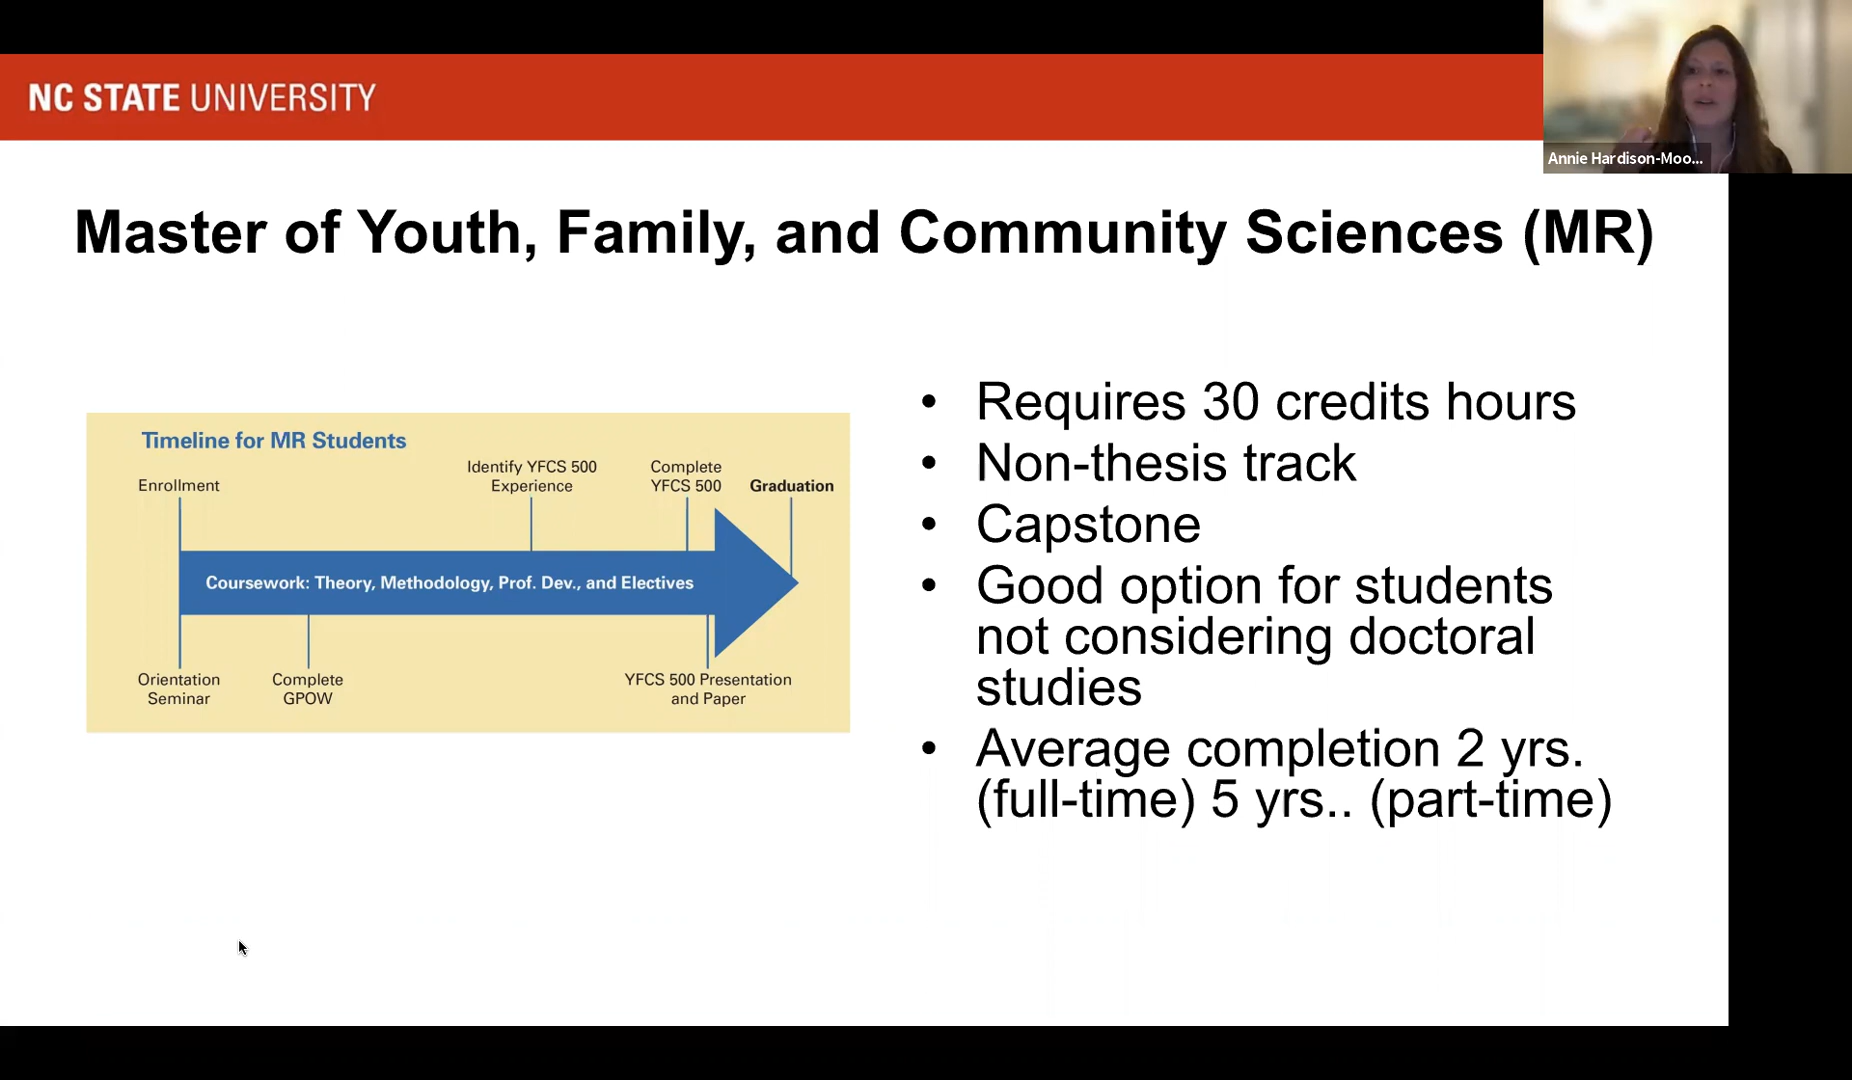 NC STATE UNIVERSITY
Annie Hardison-Moo...
Master of Youth, Family, and Community Sciences (MR)
Timeline for MR Students
Enrollment
Identify YFCS 500
Experience
Complete
YFCS 500
Graduation
Coursework: Theory, Methodology, Prof. Dev., and Electives
Orientation
Seminar
Complete
GPOW
YFCS 500 Presentation
and Paper
• Requires 30 credits hours
• Non-thesis track
• Capstone
• Good option for students
not considering doctoral
studies
• Average completion 2 yrs.
(full-time) 5 yrs.. (part-time)